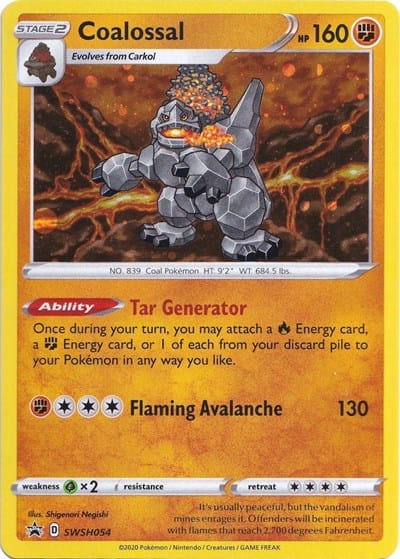 STAGE 2
Coalossal
HP 160
Evolves from Carkol
NO. 839 Coal Pokémon HT: 9'2" WT: 684.5 lbs.
Ability Tar Generator
Once during your turn, you may attach a Energy card,
a Energy card, or 1 of each from your discard pile to
your Pokémon in any way you like.
Flaming Avalanche 130
weakness ×2 resistance retreat
It's usually peaceful, but the vandalism of
mines enrages it. Offenders will be incinerated
with flames that reach 2,700 degrees Fahrenheit.
Illus. Shigenori Negishi
D SWSH054
©2020 Pokémon / Nintendo / Creatures / GAME FREAK